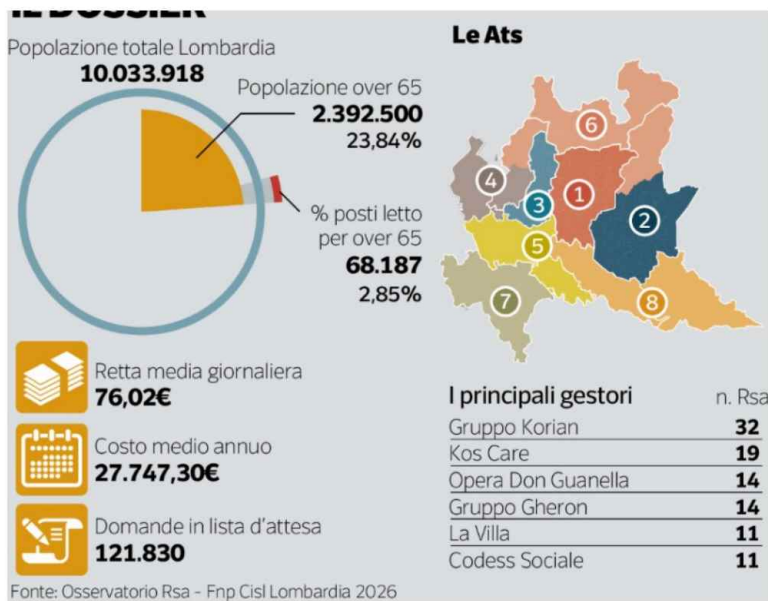 IL DOSSIER
Popolazione totale Lombardia
10.033.918
Popolazione over 65
2.392.500
23,84%
% posti letto
per over 65
68.187
2,85%
Retta media giornaliera
76,02€
Costo medio annuo
27.747,30€
Domande in lista d'attesa
121.830
Le Ats
6
4
1
3
2
5
7
8
I principali gestori n. Rsa
Gruppo Korian 32
Kos Care 19
Opera Don Guanella 14
Gruppo Gheron 14
La Villa 11
Codess Sociale 11
Fonte: Osservatorio Rsa - Fnp Cisl Lombardia 2026